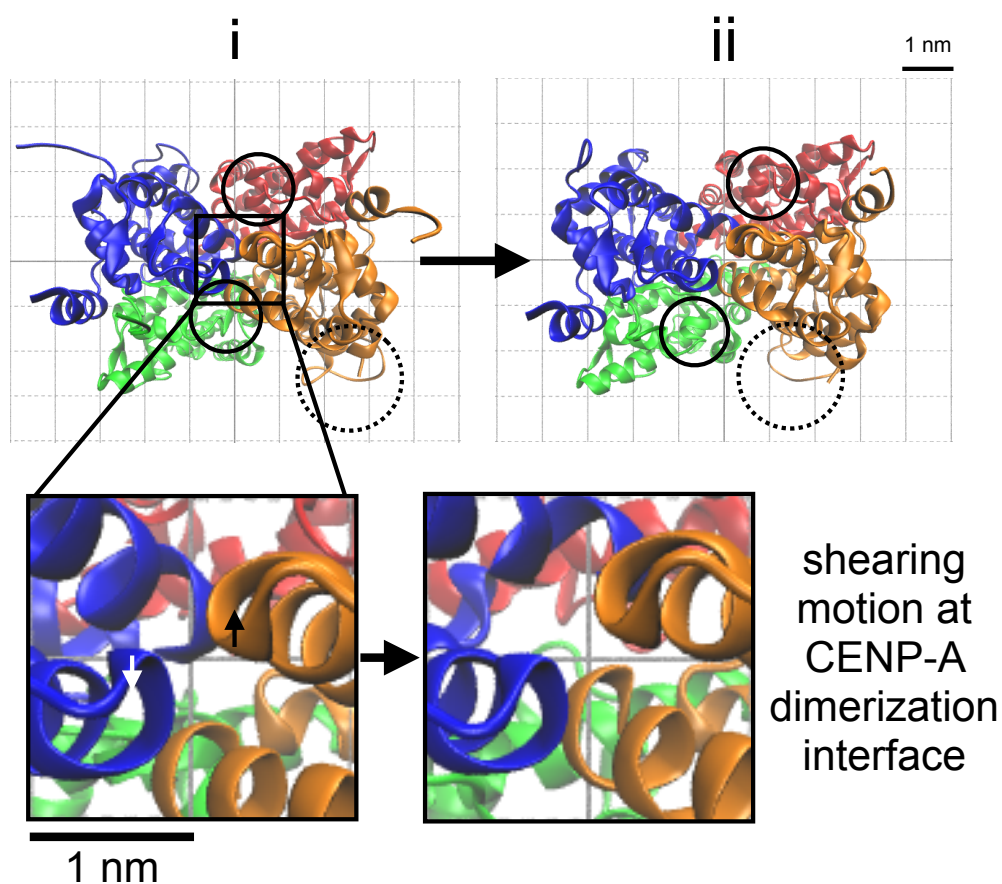 i
ii
1 nm
shearing
motion at
CENP-A
dimerization
interface
1 nm